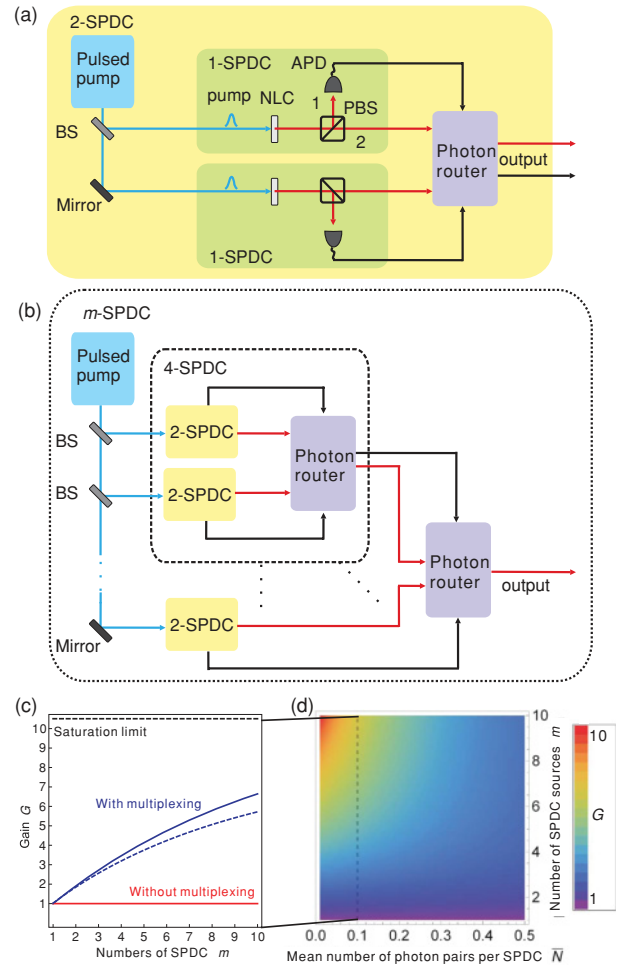 (a)
2-SPDC
Pulsed
pump
1-SPDC
APD
pump
NLC
1
PBS
2
BS
Photon
router
output
Mirror
1-SPDC
(b)
m-SPDC
Pulsed
pump
4-SPDC
BS
2-SPDC
Photon
router
BS
2-SPDC
Photon
router
output
Mirror
2-SPDC
(c)
Saturation limit
With multiplexing
Without multiplexing
Gain G
10
9
8
7
6
5
4
3
2
1
1 2 3 4 5 6 7 8 9 10
Numbers of SPDC m
(d)
10
8
6
4
2
Number of SPDC sources m
0.0 0.1 0.2 0.3 0.4 0.5
Mean number of photon pairs per SPDC N̅
10
G
1